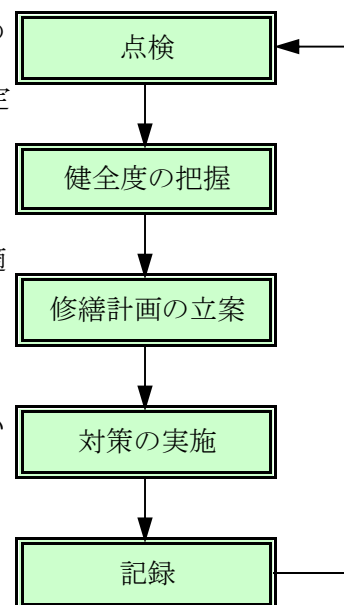 点検
健全度の把握
修繕計画の立案
対策の実施
記録